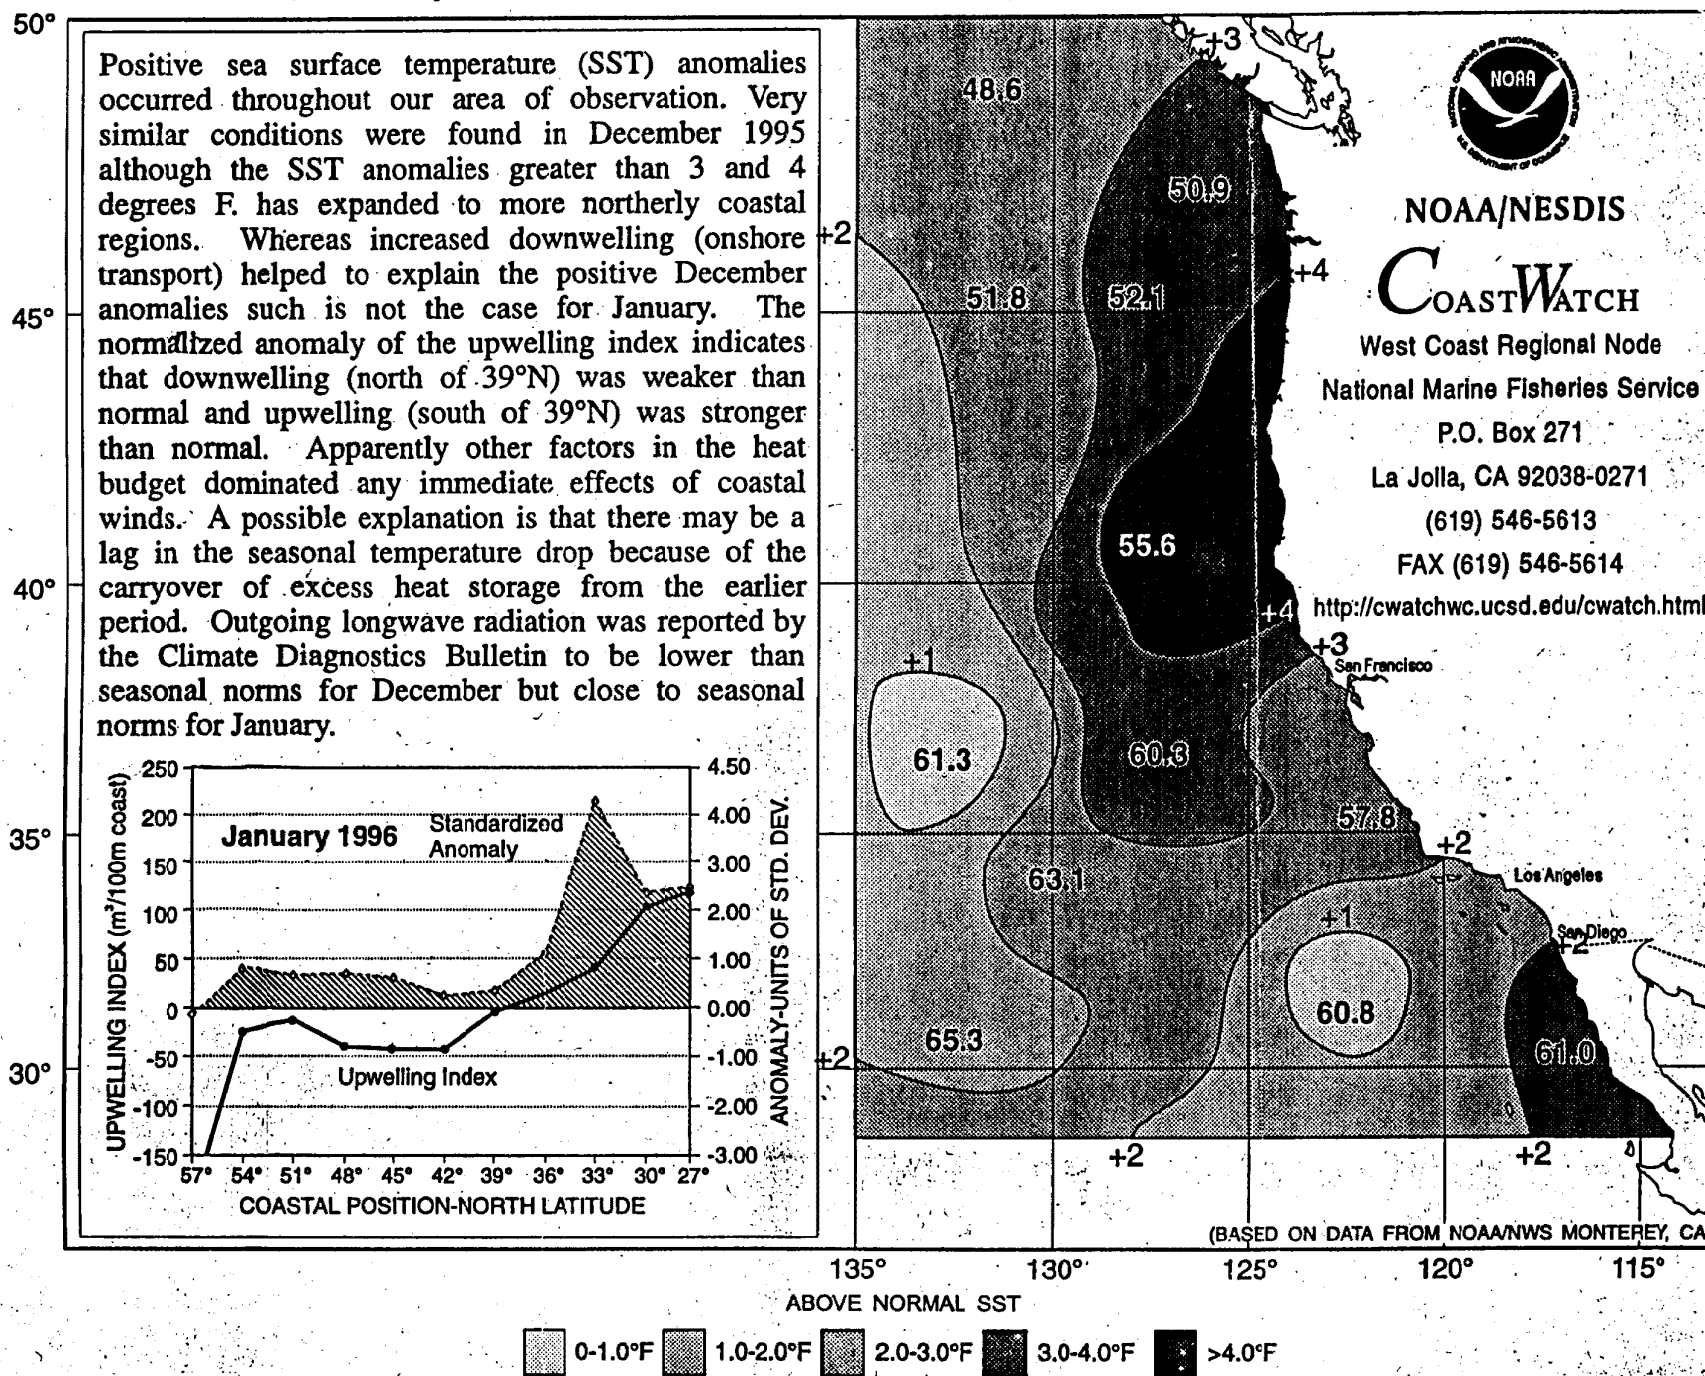 50°
Positive sea surface temperature (SST) anomalies
occurred throughout our area of observation. Very
similar conditions were found in December 1995
although the SST anomalies greater than 3 and 4
degrees F. has expanded to more northerly coastal
regions. Whereas increased downwelling (onshore
transport) helped to explain the positive December
anomalies such is not the case for January. The
normalized anomaly of the upwelling index indicates
that downwelling (north of 39°N) was weaker than
normal and upwelling (south of 39°N) was stronger
than normal. Apparently other factors in the heat
budget dominated any immediate effects of coastal
winds. A possible explanation is that there may be a
lag in the seasonal temperature drop because of the
carryover of excess heat storage from the earlier
period. Outgoing longwave radiation was reported by
the Climate Diagnostics Bulletin to be lower than
seasonal norms for December but close to seasonal
norms for January.
45°
40°
35°
30°
UPWELLING INDEX (m³/100m coast)
250
200
150
100
50
0
-50
-100
-150
January 1996
Standardized
Anomaly
Upwelling Index
4.50
4.00
3.00
2.00
1.00
0.00
-1.00
-2.00
-3.00
ANOMALY-UNITS OF STD. DEV.
57° 54° 51° 48° 45° 42° 39° 36° 33° 30° 27°
COASTAL POSITION-NORTH LATITUDE
+3
48.6
50.9
+2
+4
51.8
52.1
55.6
+4
+3
San Francisco
+1
61.3
60.3
57.8
+2
63.1
Los Angeles
+1
San Diego
+2
60.8
65.3
61.0
+2
+2
+2
NOAA
NATIONAL OCEANIC AND ATMOSPHERIC ADMINISTRATION
U.S. DEPARTMENT OF COMMERCE
NOAA/NESDIS
COASTWATCH
West Coast Regional Node
National Marine Fisheries Service
P.O. Box 271
La Jolla, CA 92038-0271
(619) 546-5613
FAX (619) 546-5614
http://cwatchwc.ucsd.edu/cwatch.html
(BASED ON DATA FROM NOAA/NWS MONTEREY, CA
135° 130° 125° 120° 115°
ABOVE NORMAL SST
0-1.0°F 1.0-2.0°F 2.0-3.0°F 3.0-4.0°F >4.0°F